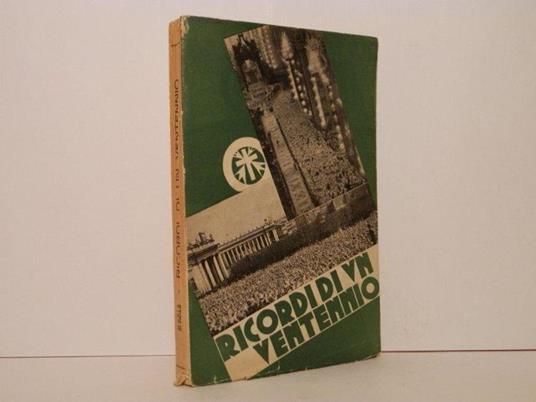 RICORDI DI VN
VENTENNIO
RICORDI DI UN VENTENNIO